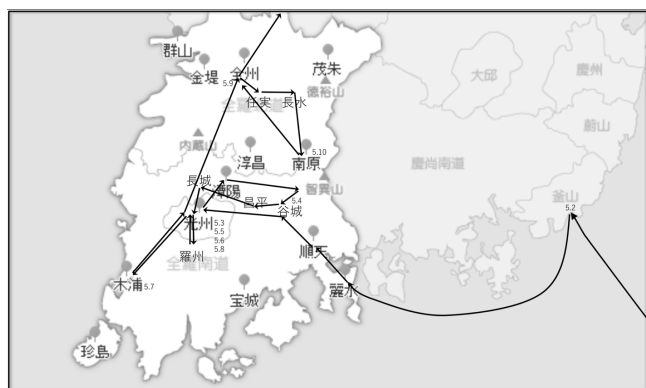 群山
金堤
全州
5.9
茂朱
徳裕山
任実
長水
全羅北道
内蔵山
淳昌
南原
5.10
大邱
慶州
蔚山
慶尚南道
釜山
5.2
長城
潭陽
智異山
昌平
5.4
谷城
光州
5.3
5.5
5.6
5.8
羅州
全羅南道
順天
木浦
5.7
宝城
麗水
珍島